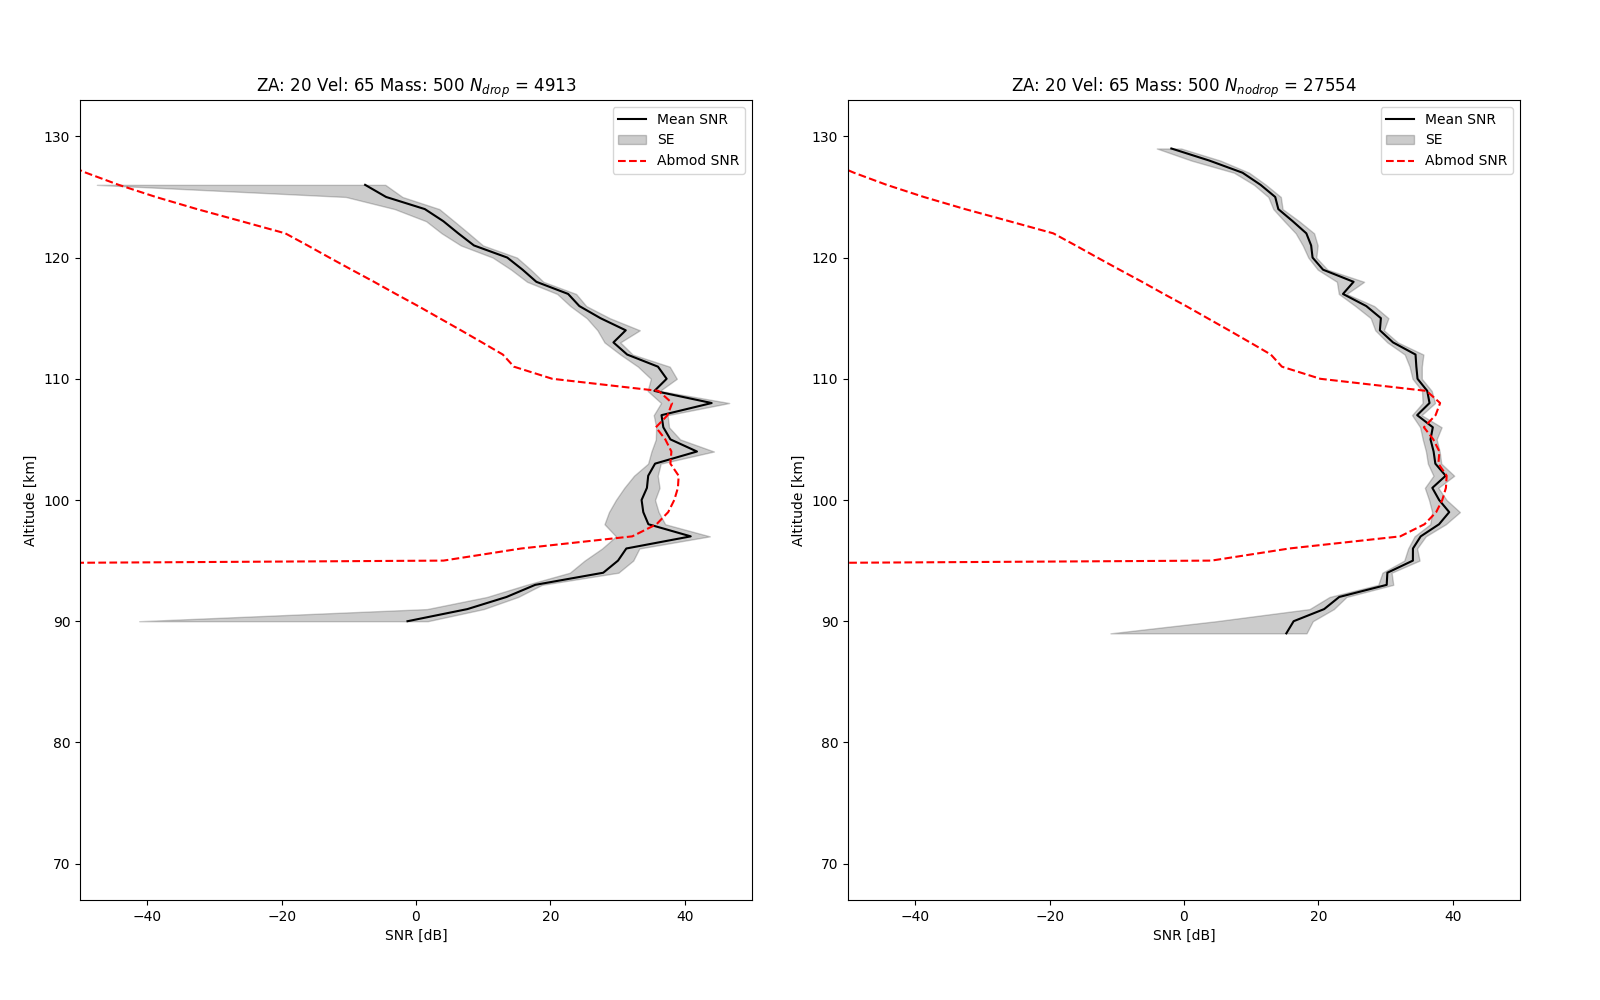 ZA: 20 Vel: 65 Mass: 500 N_drop = 4913
Mean SNR
SE
Abmod SNR
130
120
110
100
90
80
70
Altitude [km]
−40
−20
0
20
40
SNR [dB]
ZA: 20 Vel: 65 Mass: 500 N_nodrop = 27554
Mean SNR
SE
Abmod SNR
130
120
110
100
90
80
70
Altitude [km]
−40
−20
0
20
40
SNR [dB]